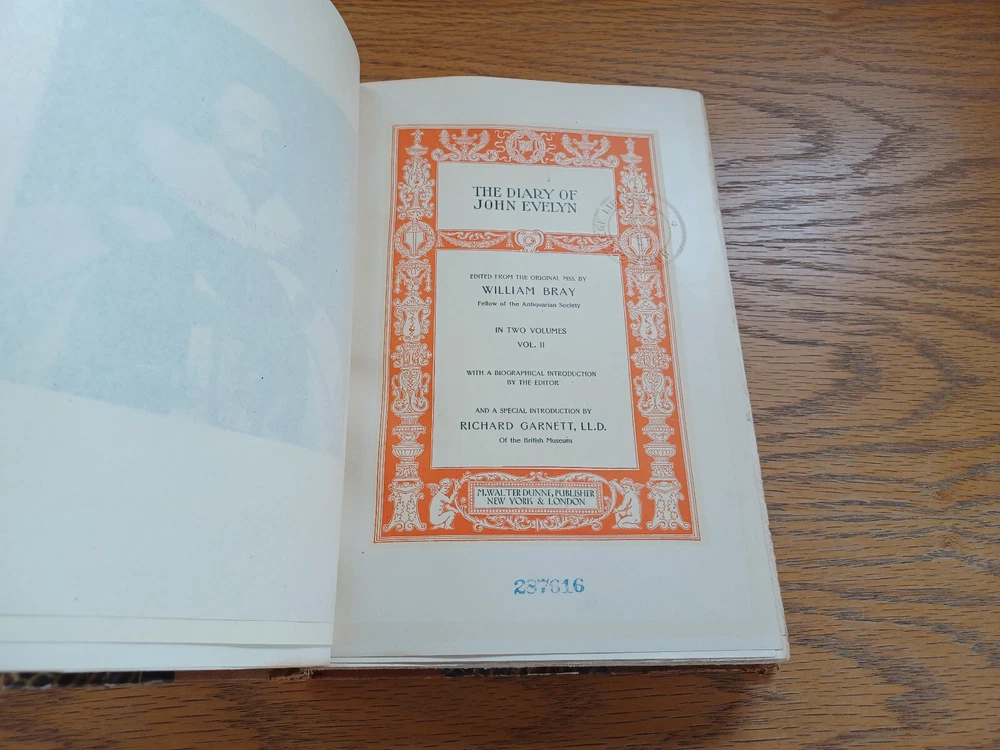 THE DIARY OF
JOHN EVELYN
EDITED FROM THE ORIGINAL MSS. BY
WILLIAM BRAY
Fellow of the Antiquarian Society
IN TWO VOLUMES
VOL. II
WITH A BIOGRAPHICAL INTRODUCTION
BY THE EDITOR
AND A SPECIAL INTRODUCTION BY
RICHARD GARNETT, LL.D.
Of the British Museum
M. WALTER DUNNE, PUBLISHER
NEW YORK & LONDON
287616